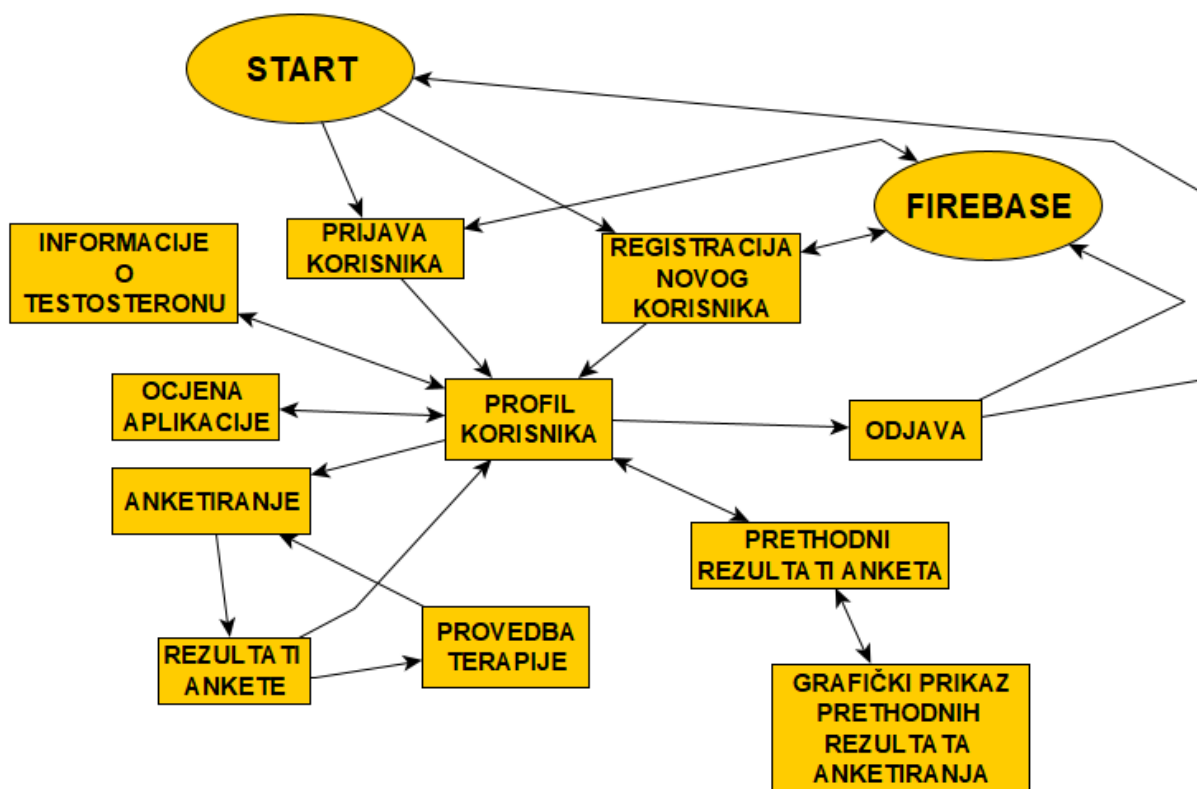 START
FIREBASE
PRIJAVA
KORISNIKA
INFORMACIJE
O
TESTOSTERONU
REGISTRACIJA
NOVOG
KORISNIKA
OCJENA
APLIKACIJE
PROFIL
KORISNIKA
ODJAVA
ANKETIRANJE
PRETHODNI
REZULTATI ANKETA
REZULTATI
ANKETE
PROVEDBA
TERAPIJE
GRAFIČKI PRIKAZ
PRETHODNIH
REZULTATA
ANKETIRANJA